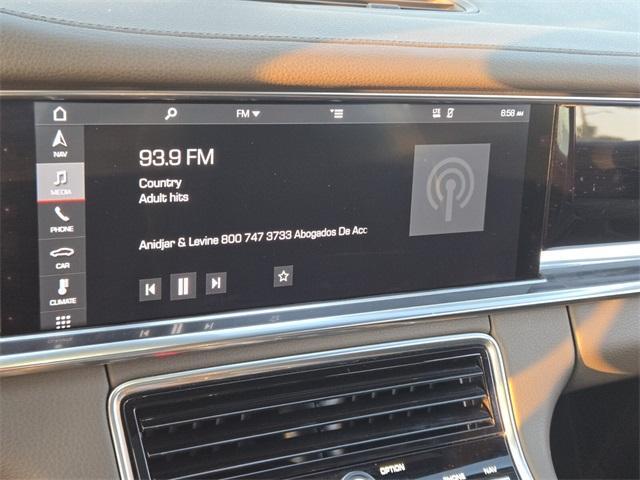 FM
LTE
6:58 AM
NAV
MEDIA
PHONE
CAR
CLIMATE
93.9 FM
Country
Adult hits
Anidjar & Levine 800 747 3733 Abogados De Acc
OPTION
PHONE
NAV